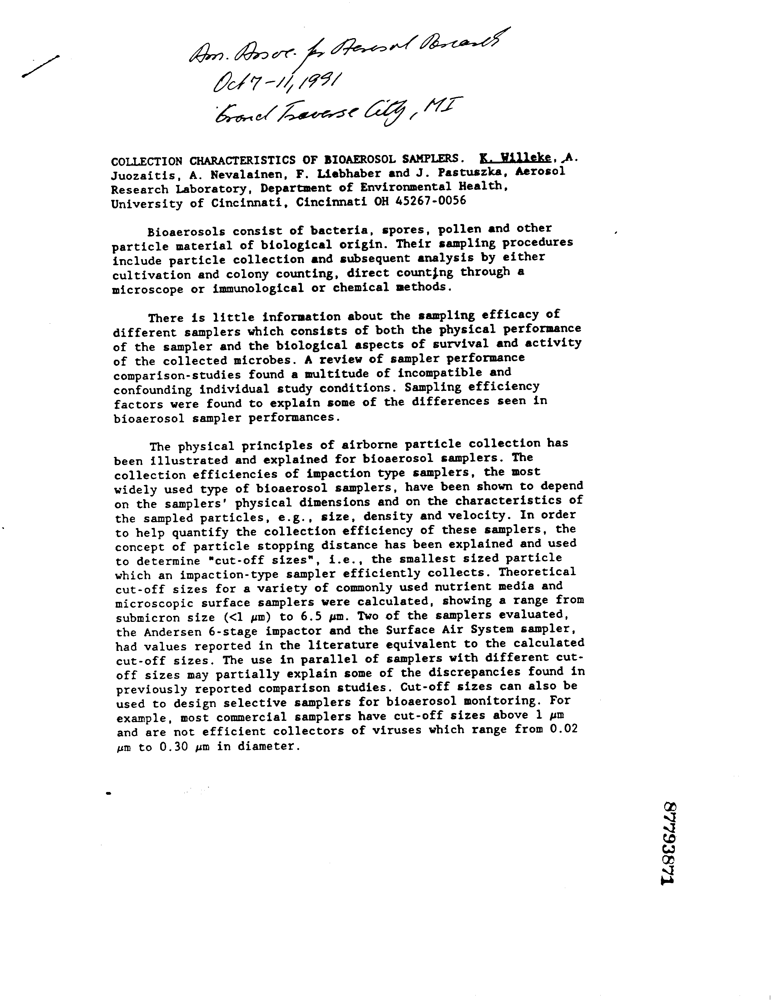 Am. Assoc. for Aerosol Research
Oct 7-11, 1991
Grand Traverse City, MI
COLLECTION CHARACTERISTICS OF BIOAEROSOL SAMPLERS. K. Willeke, A.
Juozaitis, A. Nevalainen, F. Liebhaber and J. Pastuszka, Aerosol
Research Laboratory, Department of Environmental Health,
University of Cincinnati, Cincinnati OH 45267-0056
Bioaerosols consist of bacteria, spores, pollen and other
particle material of biological origin. Their sampling procedures
include particle collection and subsequent analysis by either
cultivation and colony counting, direct counting through a
microscope or immunological or chemical methods.
There is little information about the sampling efficacy of
different samplers which consists of both the physical performance
of the sampler and the biological aspects of survival and activity
of the collected microbes. A review of sampler performance
comparison-studies found a multitude of incompatible and
confounding individual study conditions. Sampling efficiency
factors were found to explain some of the differences seen in
bioaerosol sampler performances.
The physical principles of airborne particle collection has
been illustrated and explained for bioaerosol samplers. The
collection efficiencies of impaction type samplers, the most
widely used type of bioaerosol samplers, have been shown to depend
on the samplers' physical dimensions and on the characteristics of
the sampled particles, e.g., size, density and velocity. In order
to help quantify the collection efficiency of these samplers, the
concept of particle stopping distance has been explained and used
to determine "cut-off sizes", i.e., the smallest sized particle
which an impaction-type sampler efficiently collects. Theoretical
cut-off sizes for a variety of commonly used nutrient media and
microscopic surface samplers were calculated, showing a range from
submicron size (<1 µm) to 6.5 µm. Two of the samplers evaluated,
the Andersen 6-stage impactor and the Surface Air System sampler,
had values reported in the literature equivalent to the calculated
cut-off sizes. The use in parallel of samplers with different cut-
off sizes may partially explain some of the discrepancies found in
previously reported comparison studies. Cut-off sizes can also be
used to design selective samplers for bioaerosol monitoring. For
example, most commercial samplers have cut-off sizes above 1 µm
and are not efficient collectors of viruses which range from 0.02
µm to 0.30 µm in diameter.
87793871